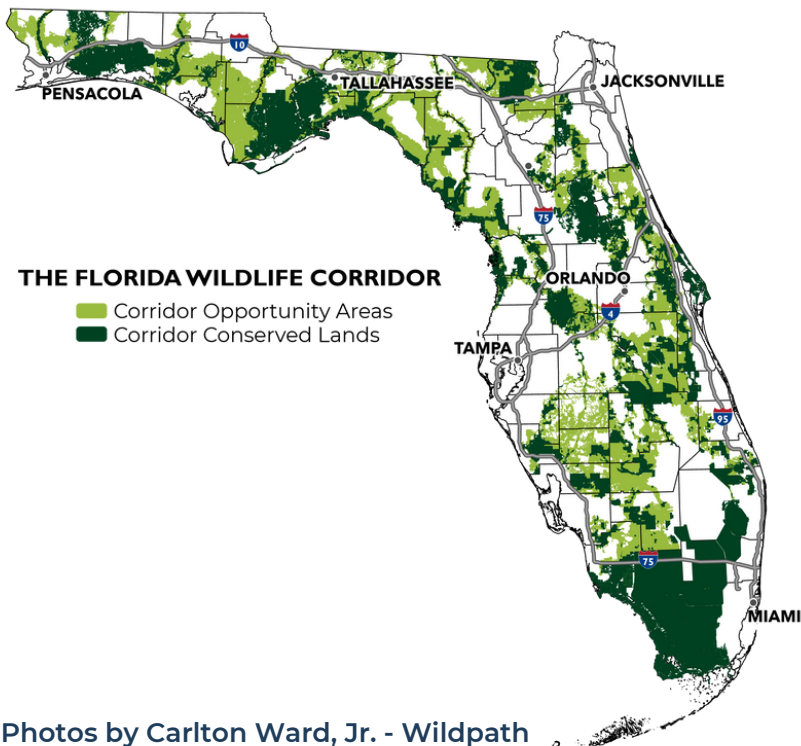 10
TALLAHASSEE
JACKSONVILLE
PENSACOLA
75
THE FLORIDA WILDLIFE CORRIDOR
ORLANDO
Corridor Opportunity Areas
4
Corridor Conserved Lands
TAMPA
95
75
MIAMI
Photos by Carlton Ward, Jr. - Wildpath